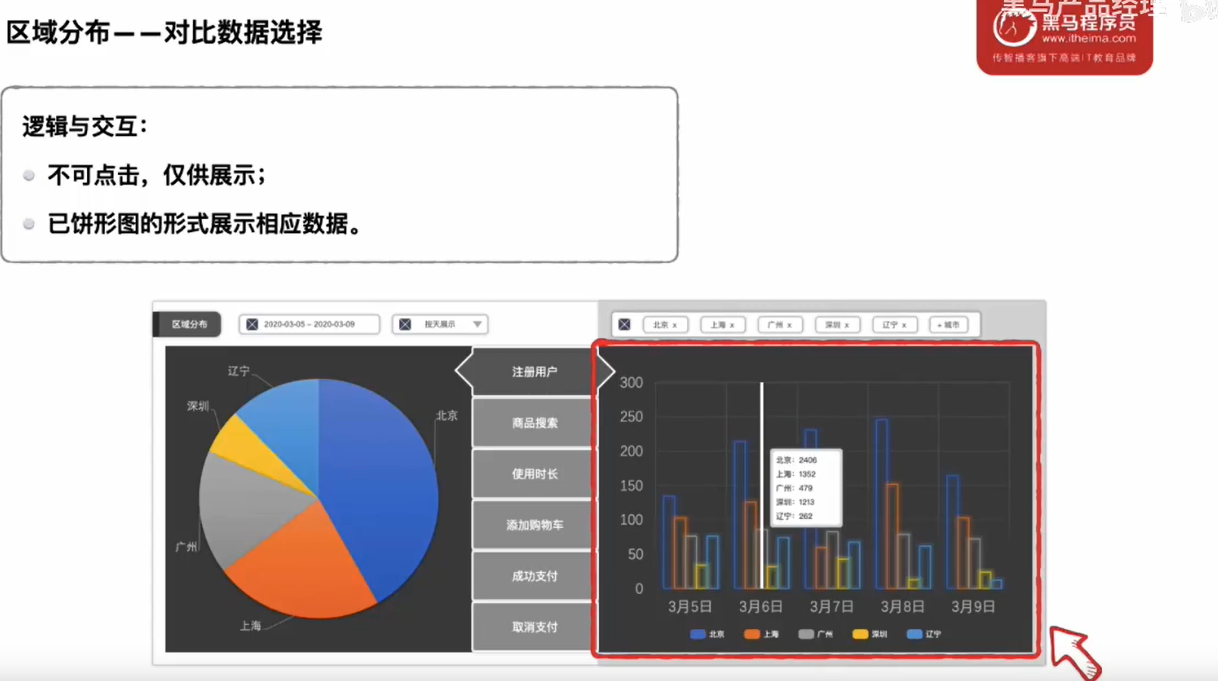 区域分布——对比数据选择
黑马产品经理
黑马程序员
www.itheima.com
传智播客旗下高端IT教育品牌
逻辑与交互：
不可点击，仅供展示；
已饼形图的形式展示相应数据。
区域分布
2020-03-05 ~ 2020-03-09
按天展示
北京 x
上海 x
广州 x
深圳 x
辽宁 x
+ 城市
辽宁
深圳
北京
广州
上海
注册用户
商品搜索
使用时长
添加购物车
成功支付
取消支付
300
250
200
150
100
50
0
北京：2406
上海：1352
广州：479
深圳：1213
辽宁：262
3月5日 3月6日 3月7日 3月8日 3月9日
北京 上海 广州 深圳 辽宁